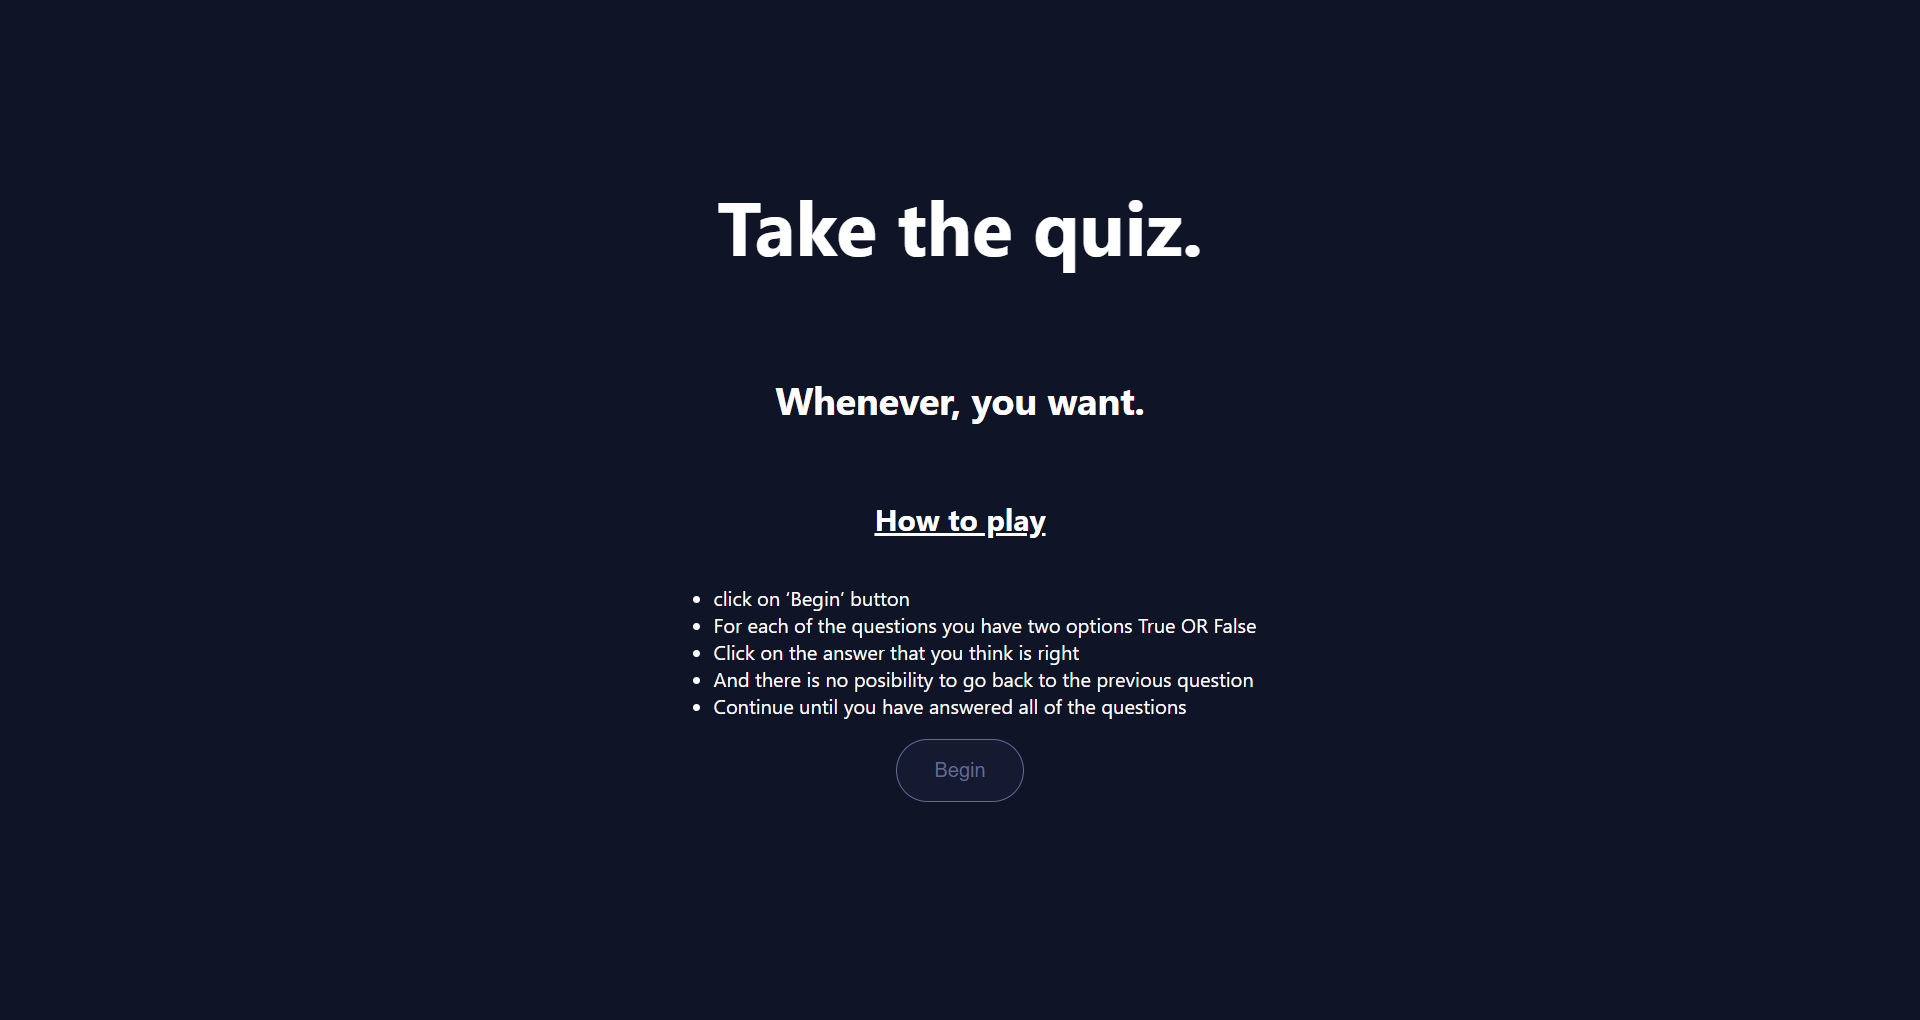 Take the quiz.
Whenever, you want.
How to play
• click on ‘Begin’ button
• For each of the questions you have two options True OR False
• Click on the answer that you think is right
• And there is no posibility to go back to the previous question
• Continue until you have answered all of the questions
Begin